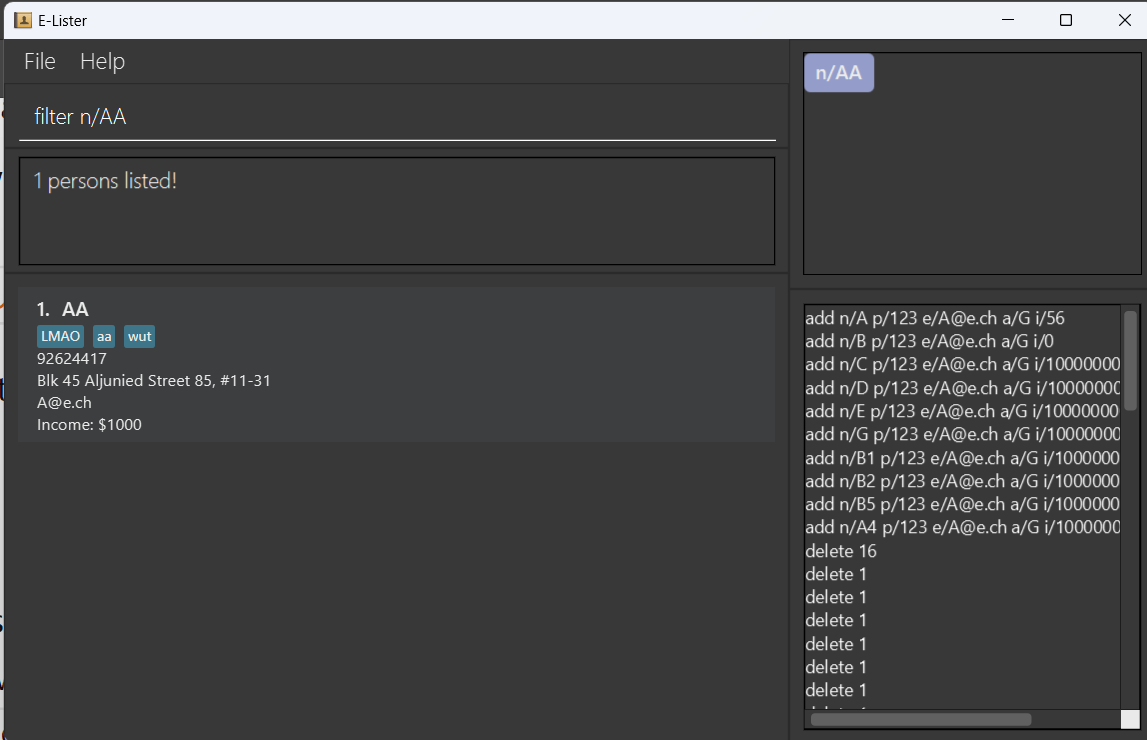 E-Lister
File Help
filter n/AA
1 persons listed!
1. AA
LMAO aa wut
92624417
Blk 45 Aljunied Street 85, #11-31
A@e.ch
Income: $1000
n/AA
add n/A p/123 e/A@e.ch a/G i/56
add n/B p/123 e/A@e.ch a/G i/0
add n/C p/123 e/A@e.ch a/G i/10000000
add n/D p/123 e/A@e.ch a/G i/10000000
add n/E p/123 e/A@e.ch a/G i/10000000
add n/G p/123 e/A@e.ch a/G i/10000000
add n/B1 p/123 e/A@e.ch a/G i/1000000
add n/B2 p/123 e/A@e.ch a/G i/1000000
add n/B5 p/123 e/A@e.ch a/G i/1000000
add n/A4 p/123 e/A@e.ch a/G i/1000000
delete 16
delete 1
delete 1
delete 1
delete 1
delete 1
delete 1